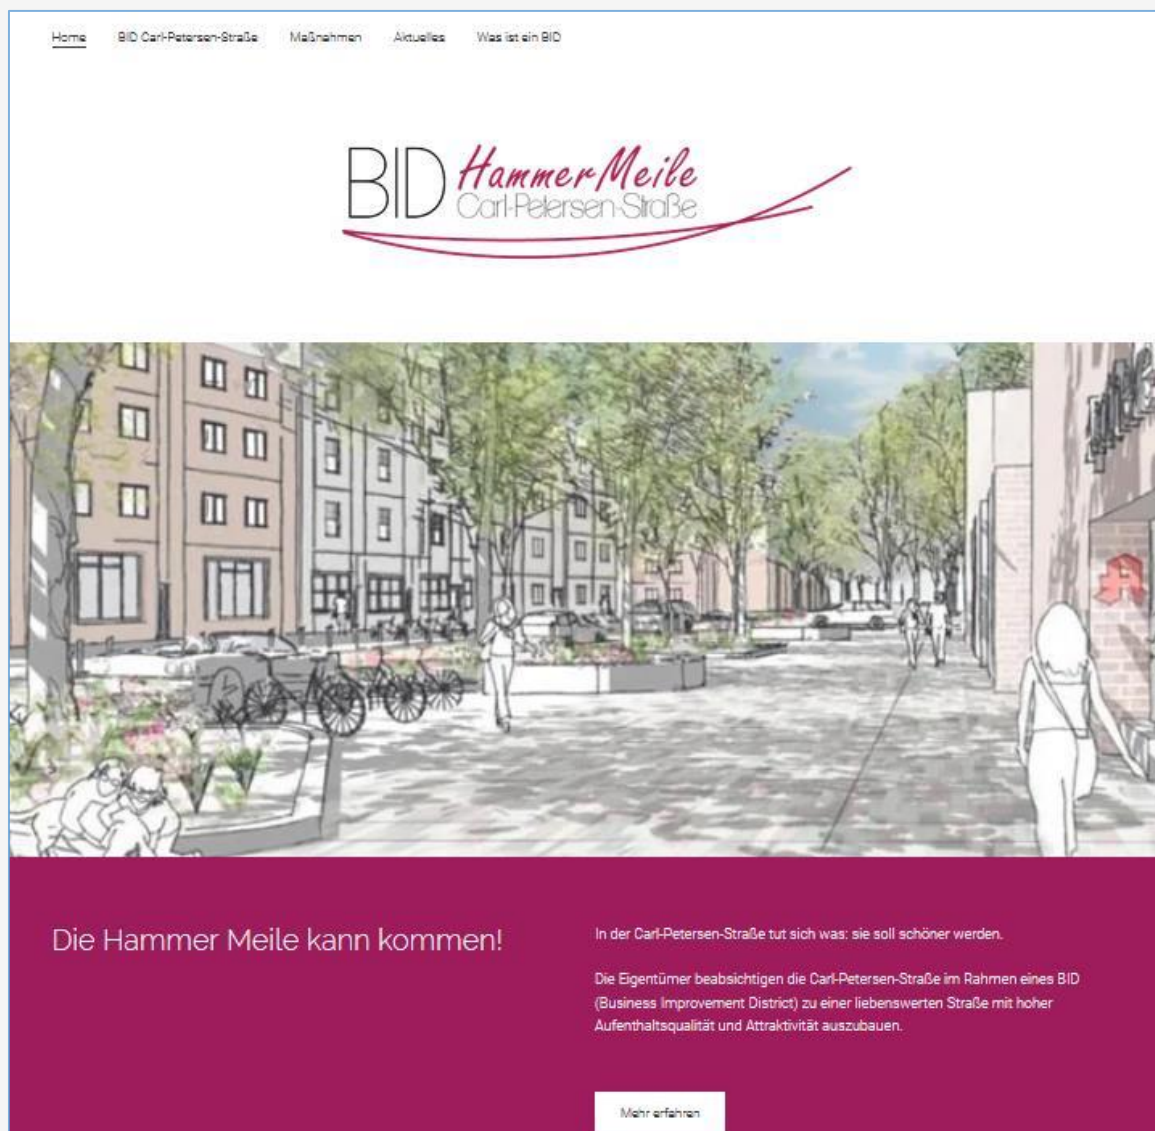 Home BID Carl-Petersen-Straße Maßnahmen Aktuelles Was ist ein BID
BID Hammer Meile
Carl-Petersen-Straße
A
Die Hammer Meile kann kommen!
In der Carl-Petersen-Straße tut sich was: sie soll schöner werden.
Die Eigentümer beabsichtigen die Carl-Petersen-Straße im Rahmen eines BID
(Business Improvement District) zu einer liebenswerten Straße mit hoher
Aufenthaltsqualität und Attraktivität auszubauen.
Mehr erfahren